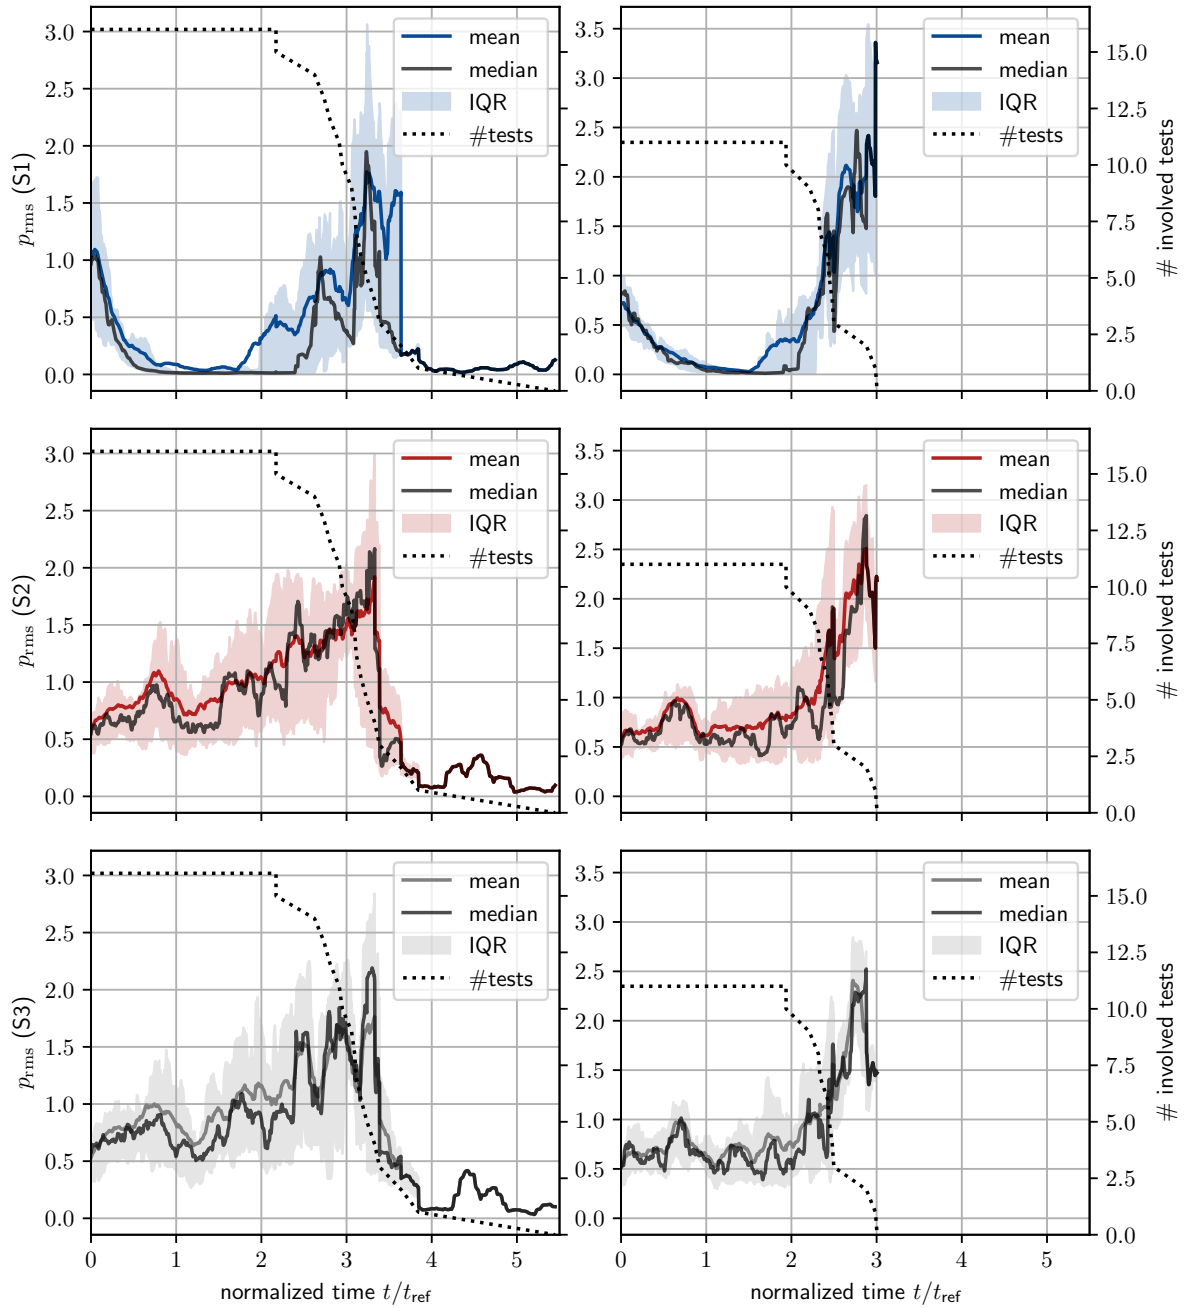 3.0
2.5
2.0
1.5
1.0
0.5
0.0
p_rms (S1)
mean
median
IQR
#tests
3.5
3.0
2.5
2.0
1.5
1.0
0.5
0.0
mean
median
IQR
#tests
15.0
12.5
10.0
7.5
5.0
2.5
0.0
# involved tests
3.0
2.5
2.0
1.5
1.0
0.5
0.0
p_rms (S2)
mean
median
IQR
#tests
3.5
3.0
2.5
2.0
1.5
1.0
0.5
0.0
mean
median
IQR
#tests
15.0
12.5
10.0
7.5
5.0
2.5
0.0
# involved tests
3.0
2.5
2.0
1.5
1.0
0.5
0.0
p_rms (S3)
mean
median
IQR
#tests
0 1 2 3 4 5
normalized time t/t_ref
3.5
3.0
2.5
2.0
1.5
1.0
0.5
0.0
mean
median
IQR
#tests
15.0
12.5
10.0
7.5
5.0
2.5
0.0
# involved tests
0 1 2 3 4 5
normalized time t/t_ref